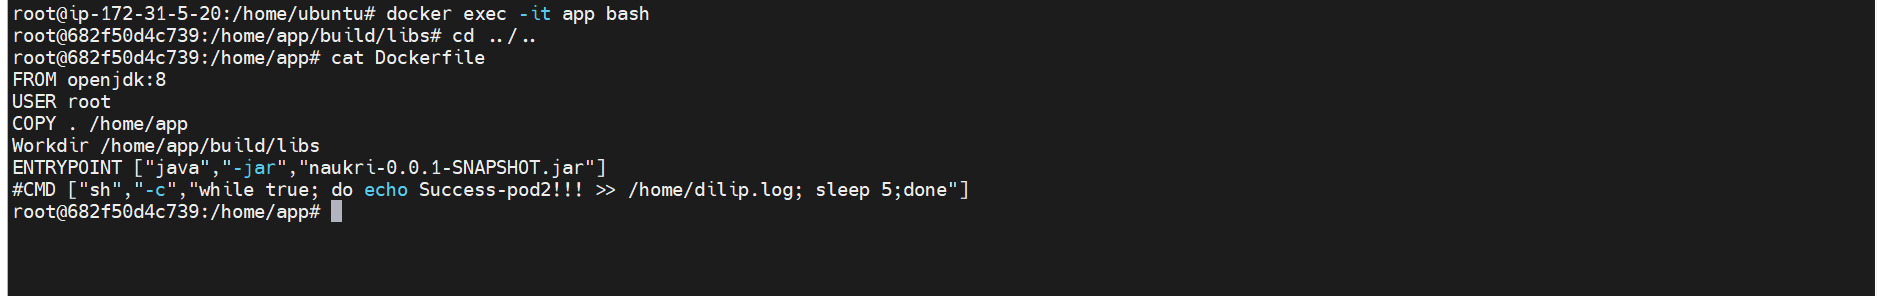 root@ip-172-31-5-20:/home/ubuntu# docker exec -it app bash
root@682f50d4c739:/home/app/build/libs# cd ../..
root@682f50d4c739:/home/app# cat Dockerfile
FROM openjdk:8
USER root
COPY . /home/app
Workdir /home/app/build/libs
ENTRYPOINT ["java","-jar","naukri-0.0.1-SNAPSHOT.jar"]
#CMD ["sh","-c","while true; do echo Success-pod2!!! >> /home/dilip.log; sleep 5;done"]
root@682f50d4c739:/home/app#